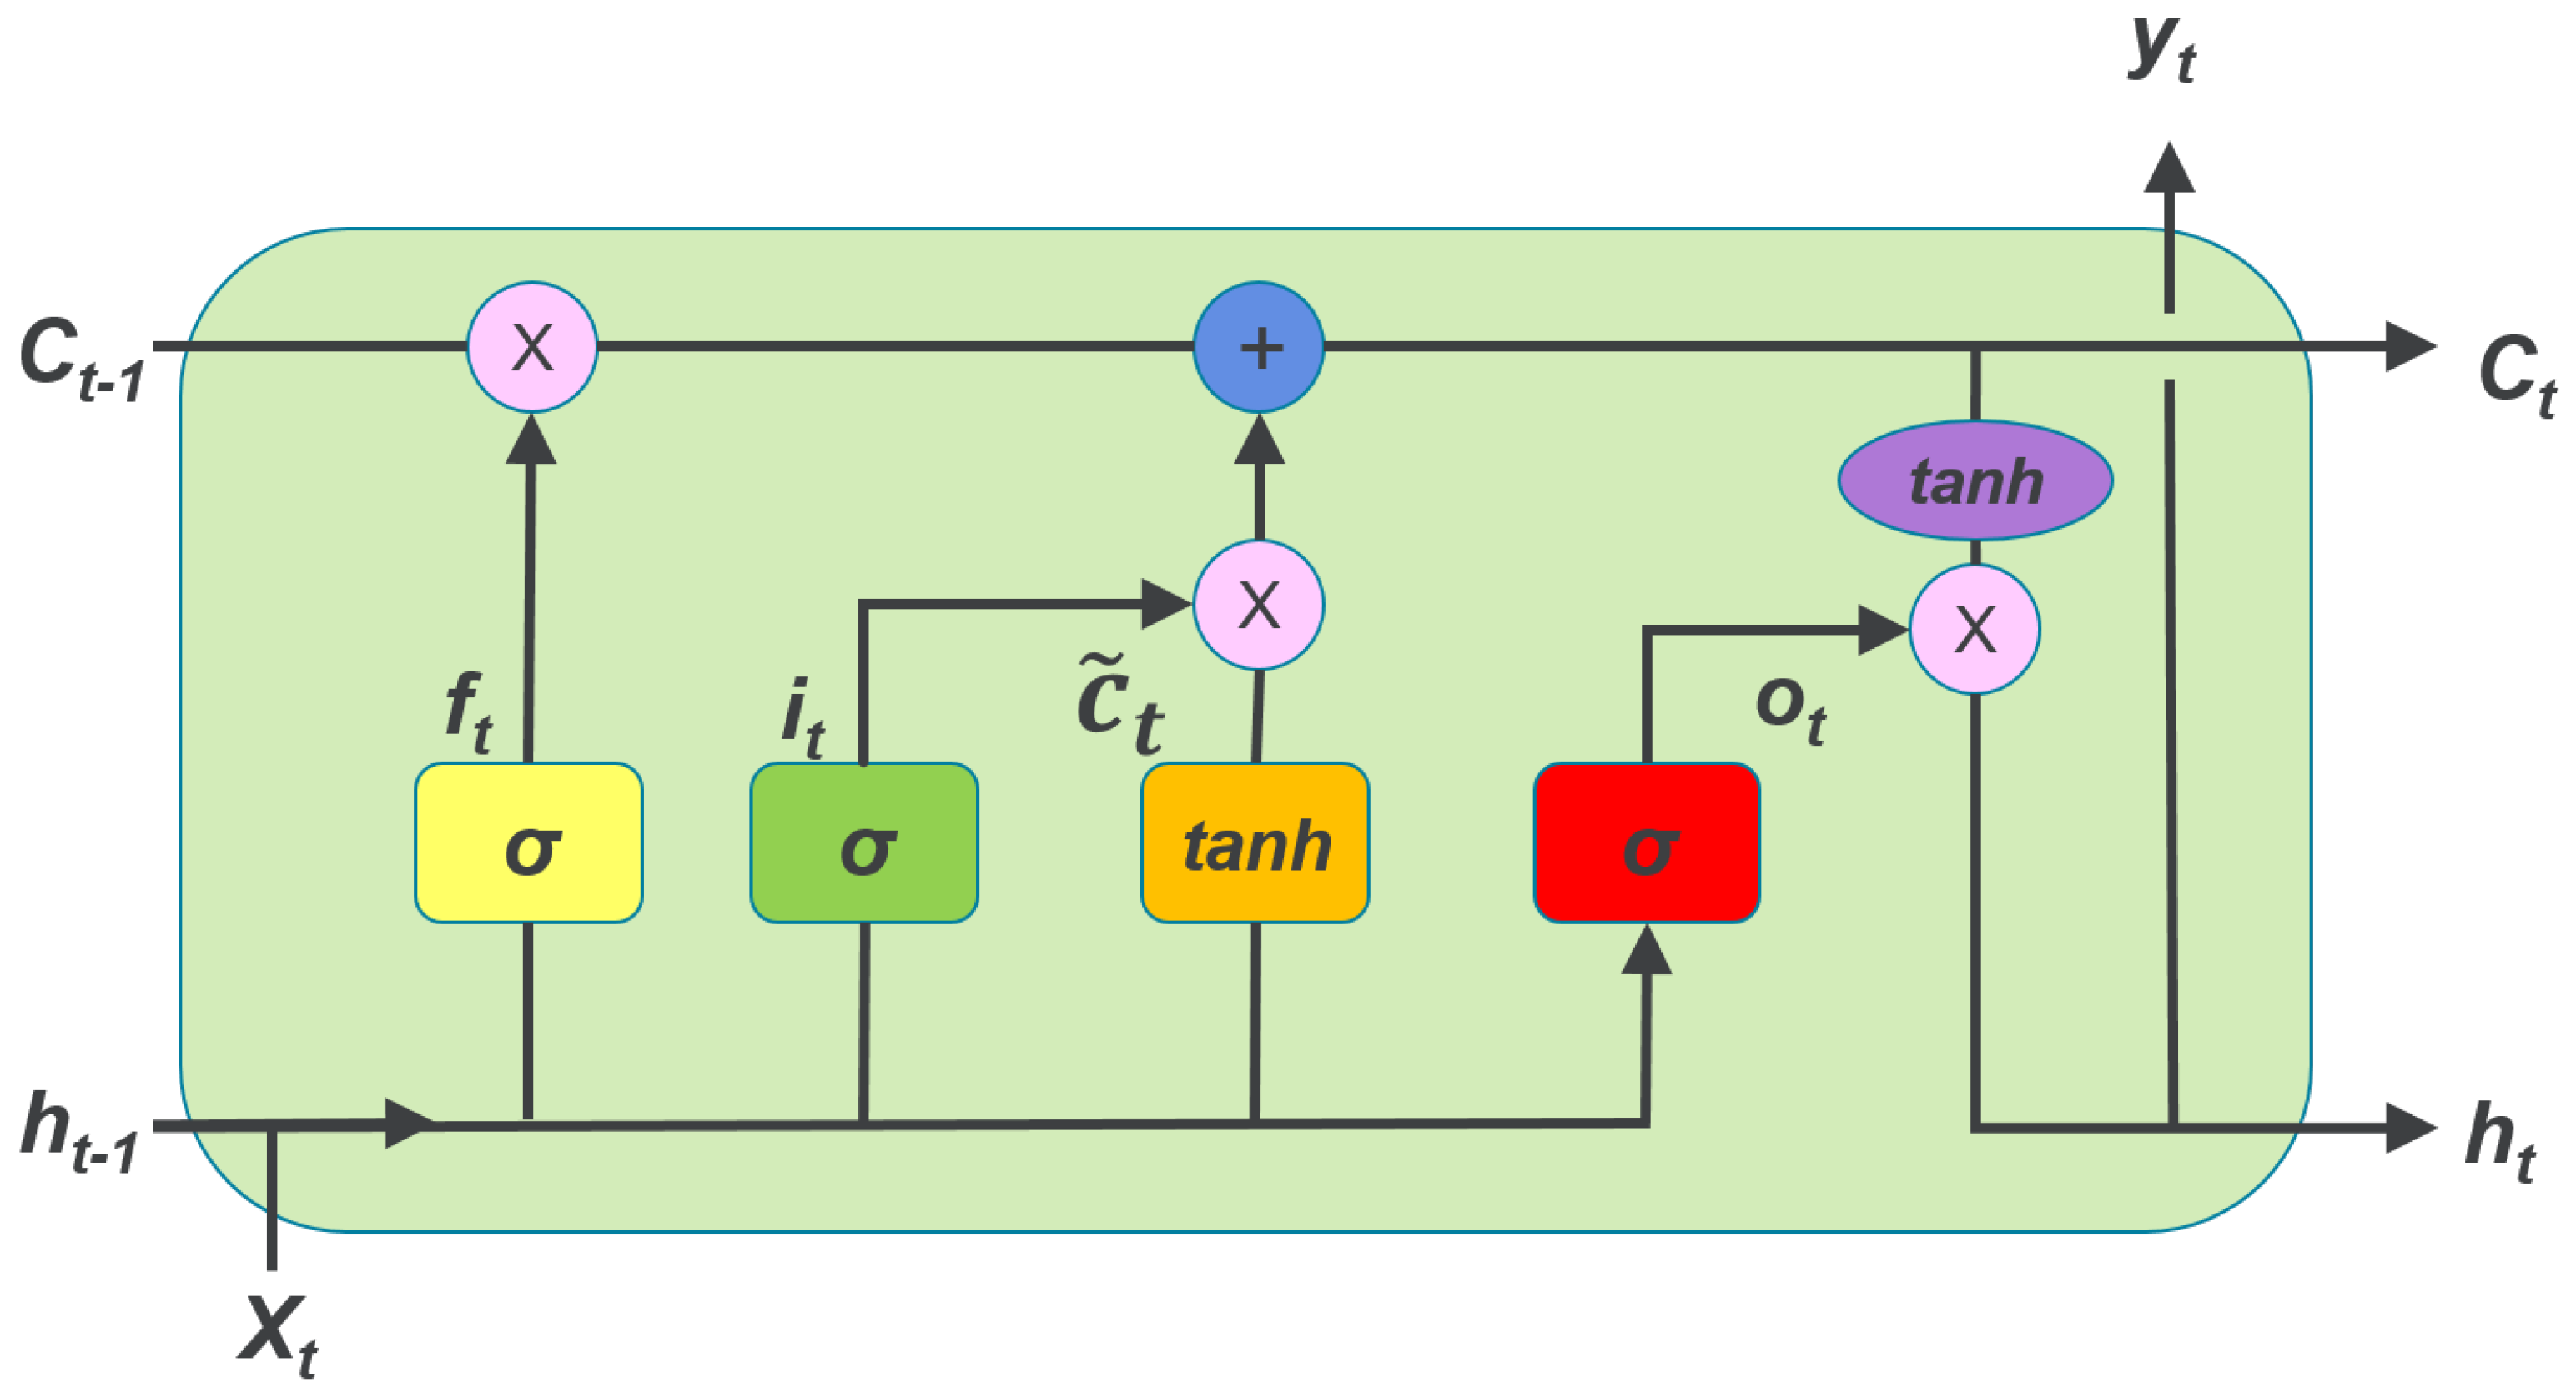 yₜ
Cₜ₋₁ X + Cₜ
tanh
X X
fₜ iₜ c̃ₜ oₜ
σ σ tanh σ
hₜ₋₁ hₜ
Xₜ